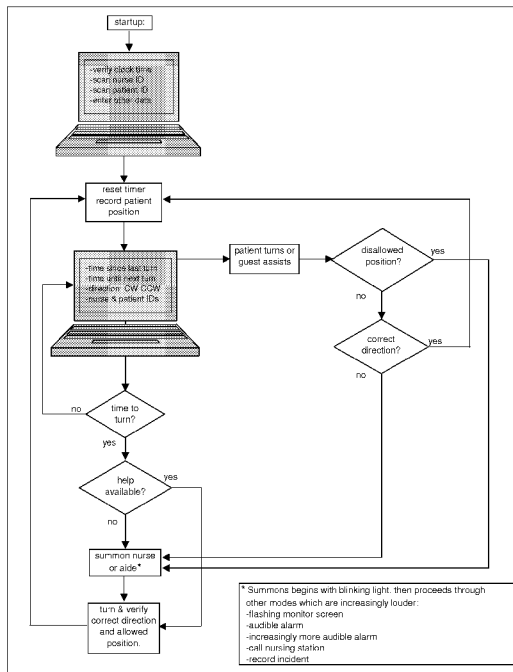 startup:
-verify clock time
-scan nurse ID
-scan patient ID
-enter other data
reset timer
record patient
position
-time since last turn
-time until next turn
-direction: CW CCW
-nurse & patient IDs
patient turns or
guest assists
disallowed
position?
yes
no
correct
direction?
yes
no
time to
turn?
no
yes
help
available?
yes
no
summon nurse
or aide*
turn & verify
correct direction
and allowed
position.
* Summons begins with blinking light, then proceeds through
other modes which are increasingly louder:
-flashing monitor screen
-audible alarm
-increasingly more audible alarm
-call nursing station
-record incident